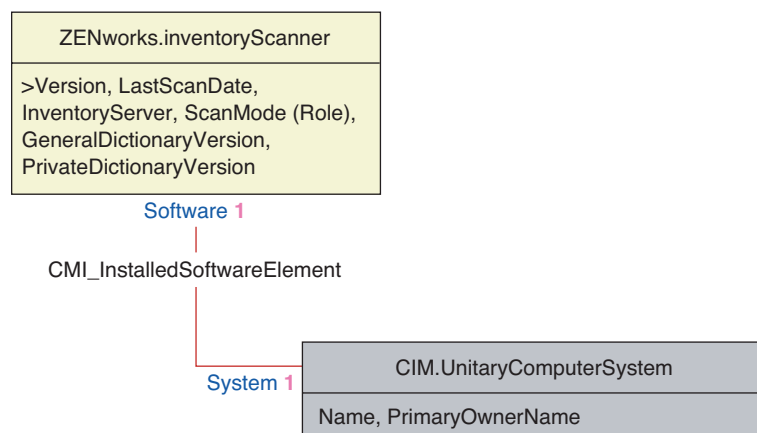 ZENworks.inventoryScanner
>Version, LastScanDate,
InventoryServer, ScanMode (Role),
GeneralDictionaryVersion,
PrivateDictionaryVersion
Software 1
CMI_InstalledSoftwareElement
System 1
CIM.UnitaryComputerSystem
Name, PrimaryOwnerName